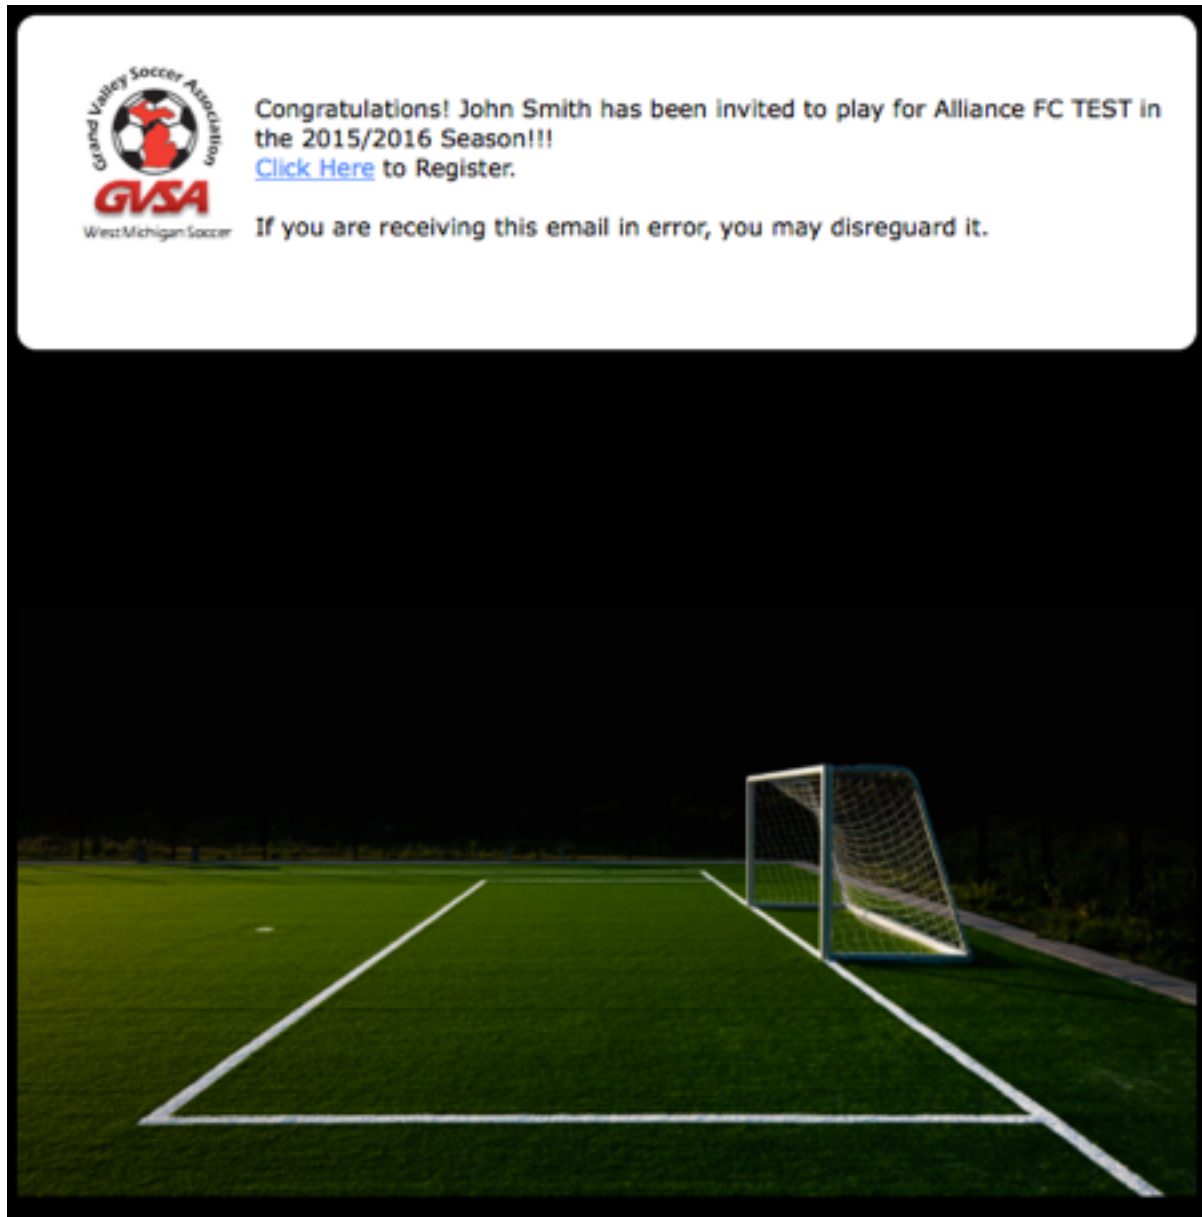 Grand Valley Soccer Association
GVSA
West Michigan Soccer
Congratulations! John Smith has been invited to play for Alliance FC TEST in
the 2015/2016 Season!!!
Click Here to Register.
If you are receiving this email in error, you may disreguard it.